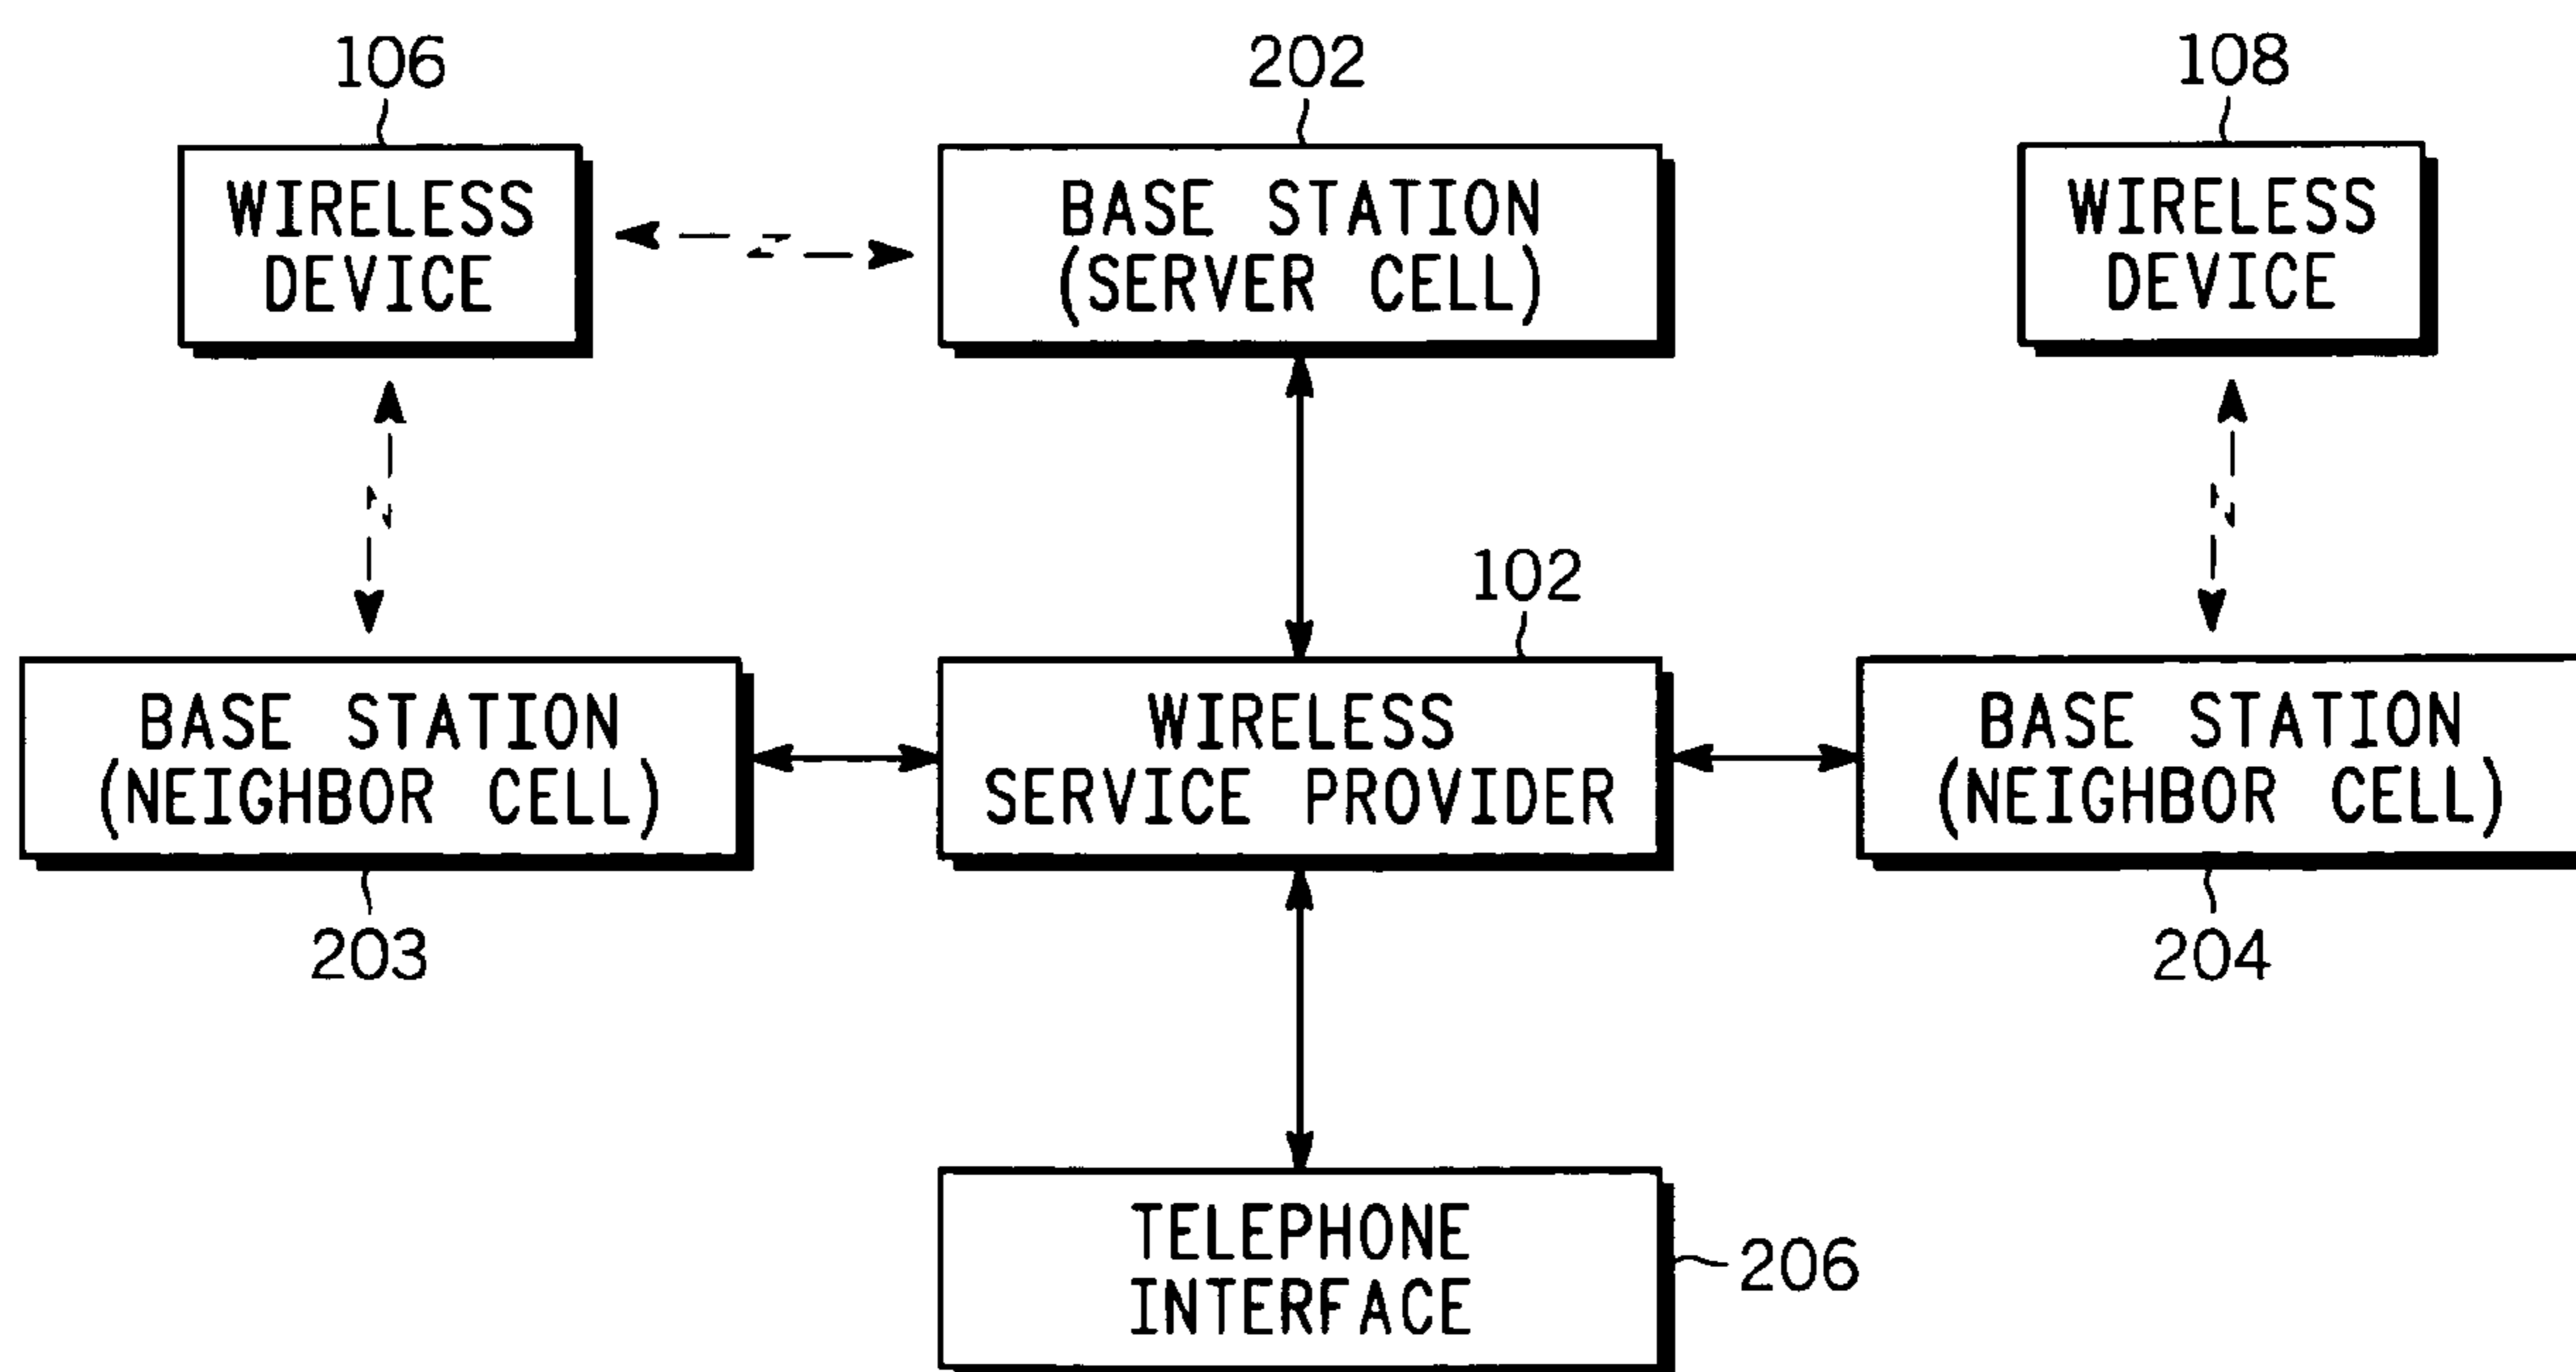 106
202
108
WIRELESS
DEVICE
BASE STATION
(SERVER CELL)
WIRELESS
DEVICE
102
BASE STATION
(NEIGHBOR CELL)
WIRELESS
SERVICE PROVIDER
BASE STATION
(NEIGHBOR CELL)
203
204
TELEPHONE
INTERFACE
206